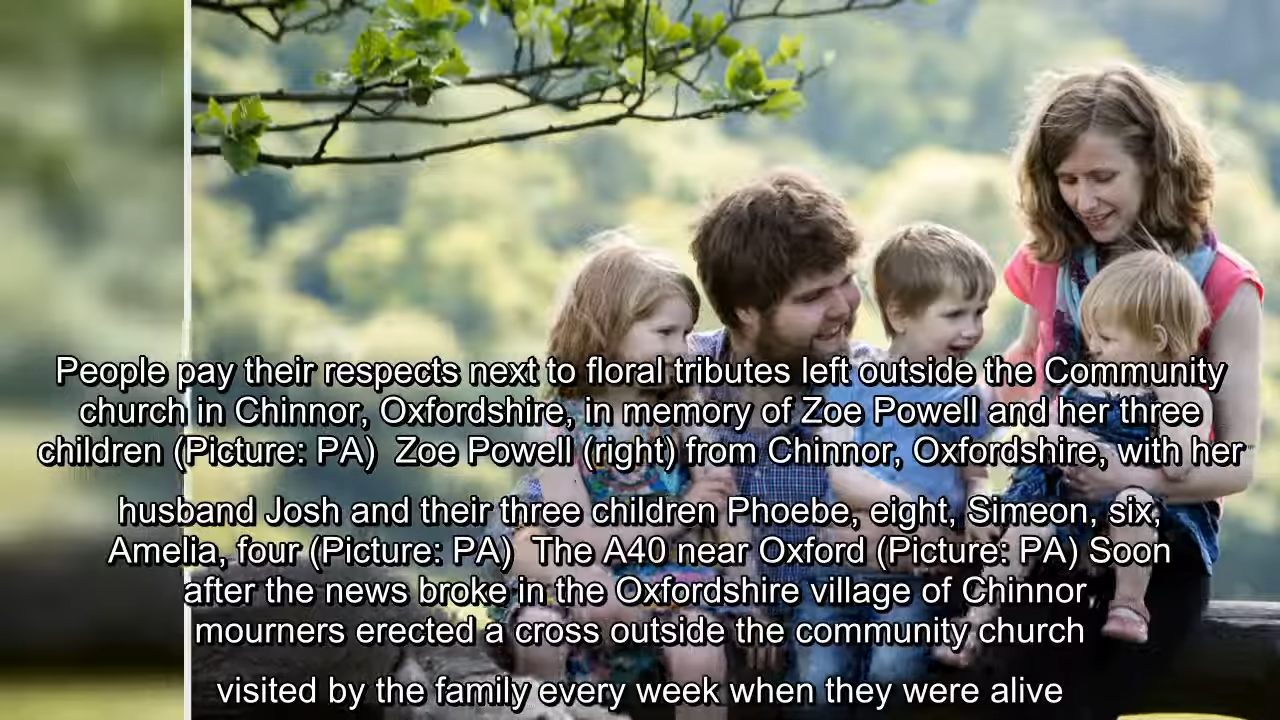 People pay their respects next to floral tributes left outside the Community
church in Chinnor, Oxfordshire, in memory of Zoe Powell and her three
children (Picture: PA)  Zoe Powell (right) from Chinnor, Oxfordshire, with her
husband Josh and their three children Phoebe, eight, Simeon, six,
Amelia, four (Picture: PA)  The A40 near Oxford (Picture: PA) Soon
after the news broke in the Oxfordshire village of Chinnor
mourners erected a cross outside the community church
visited by the family every week when they were alive